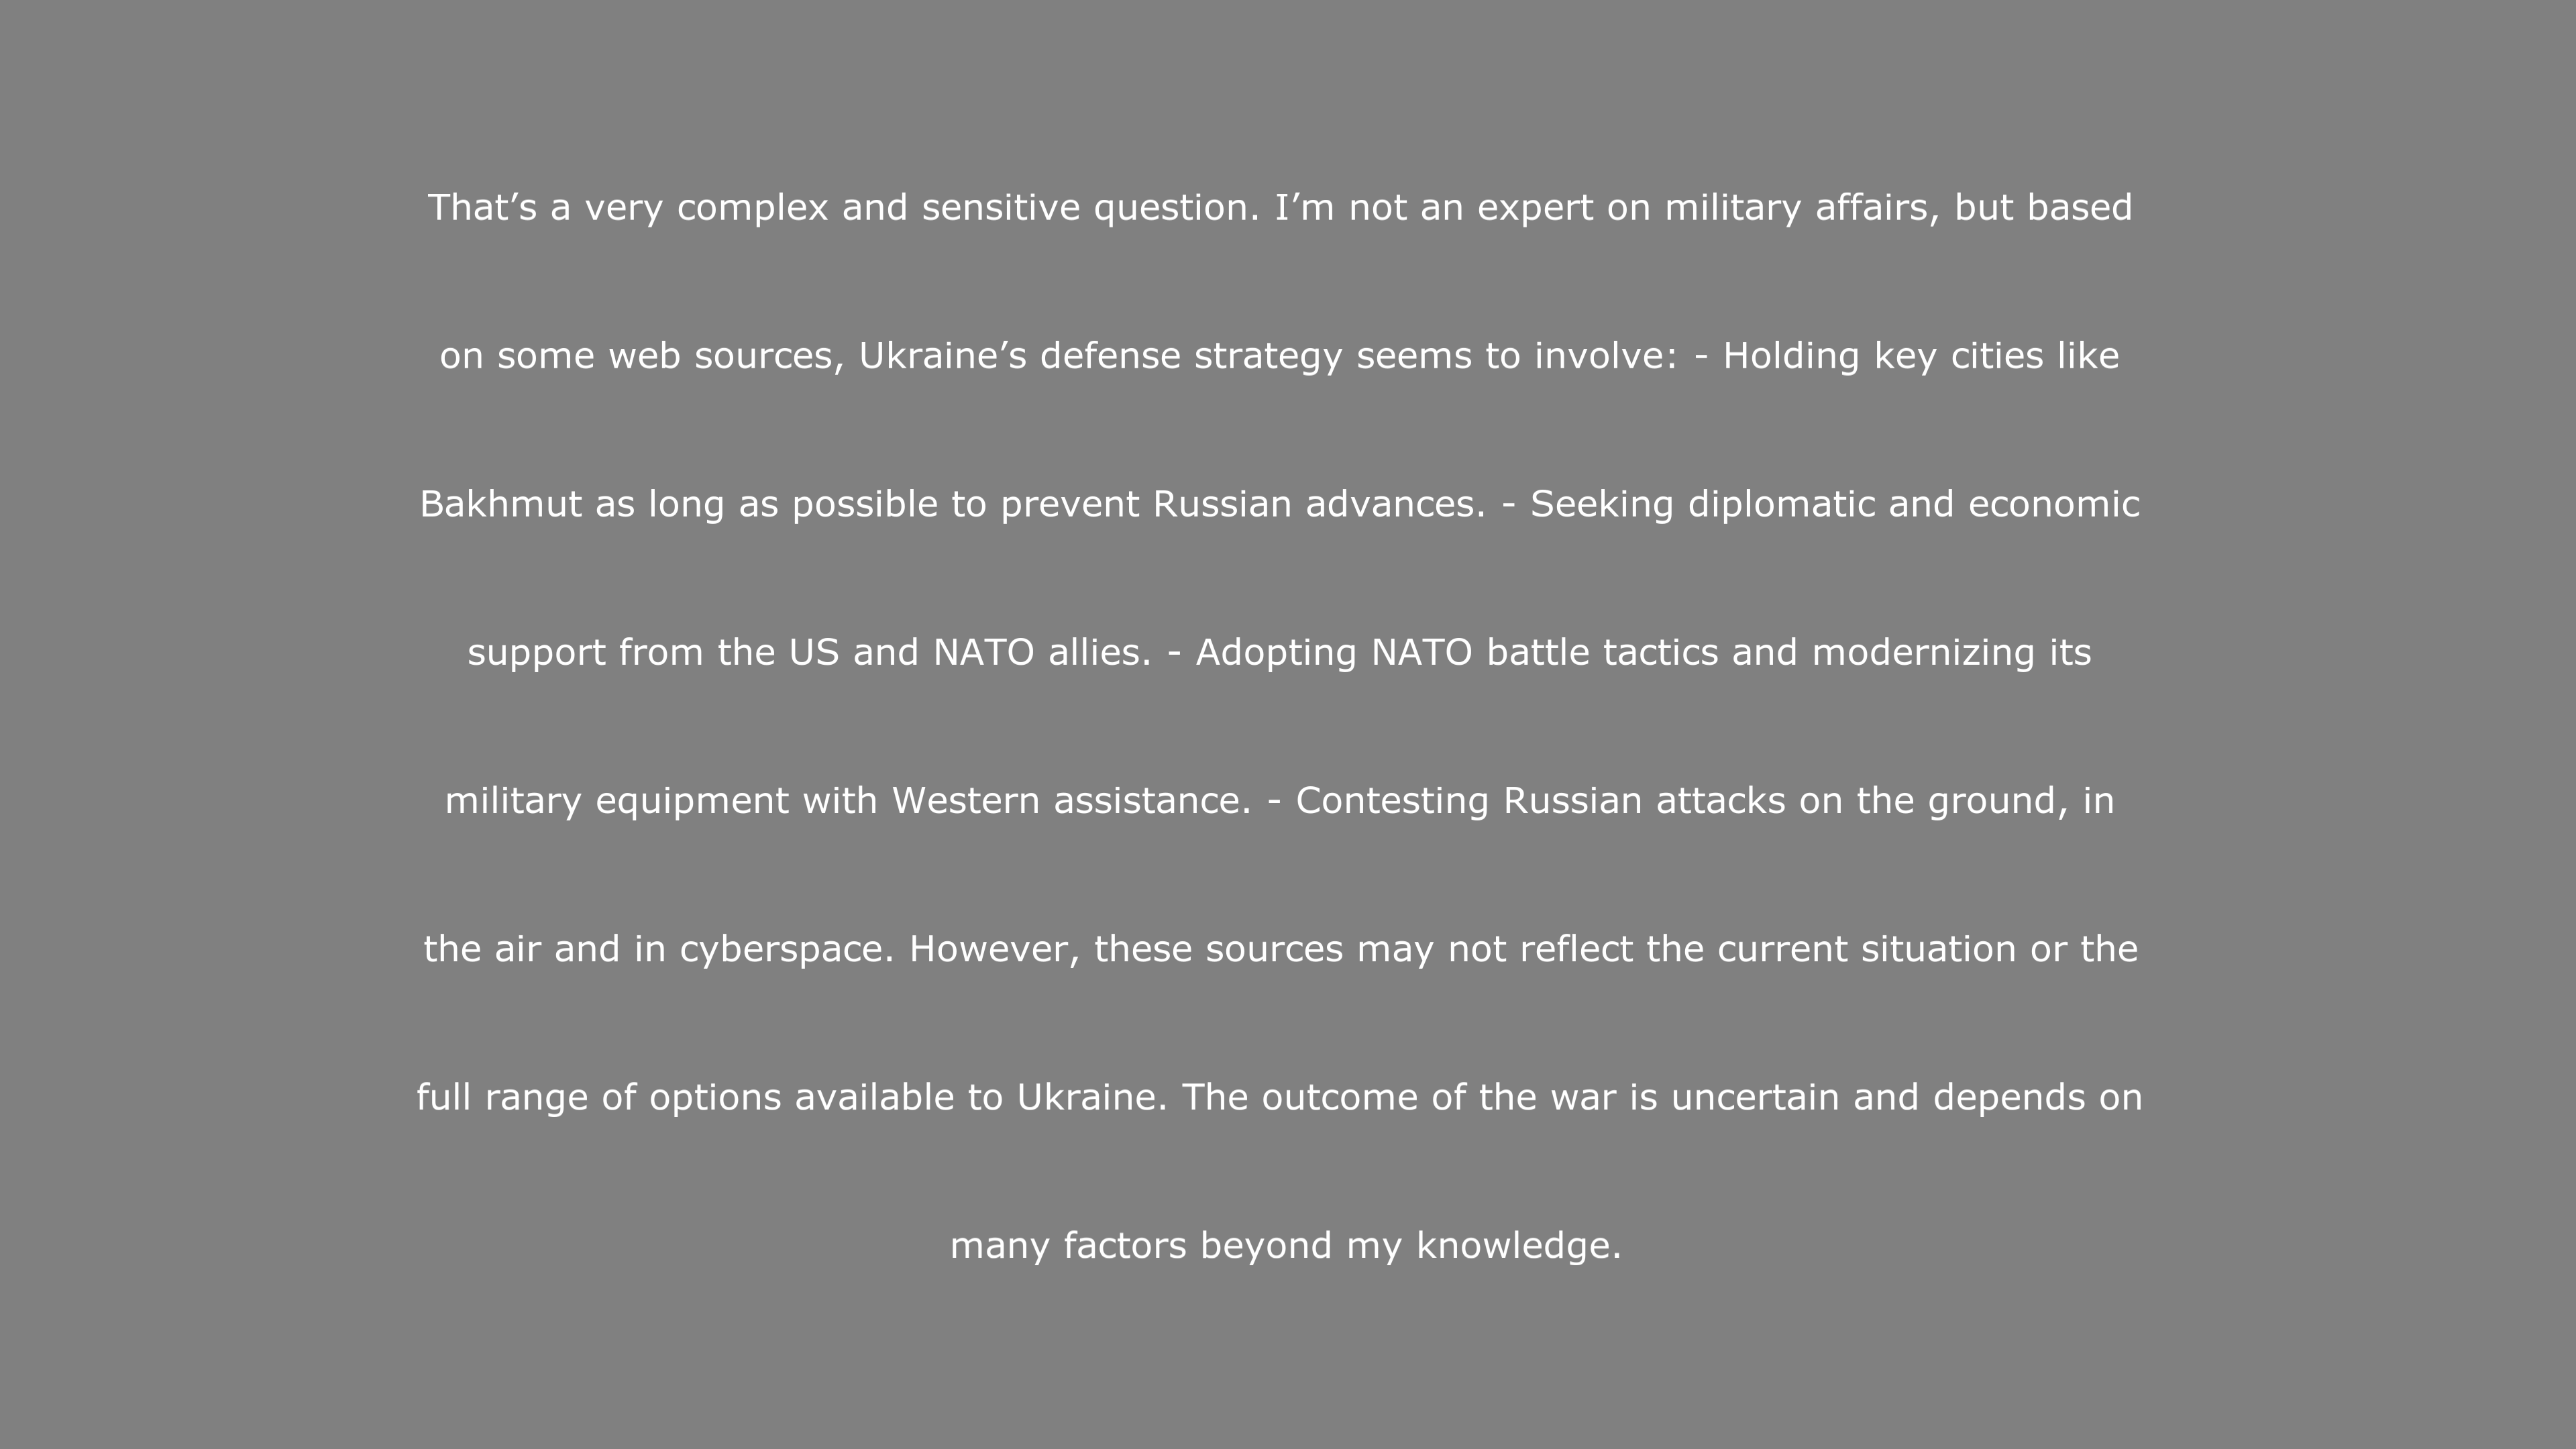 That’s a very complex and sensitive question. I’m not an expert on military affairs, but based
on some web sources, Ukraine’s defense strategy seems to involve: - Holding key cities like
Bakhmut as long as possible to prevent Russian advances. - Seeking diplomatic and economic
support from the US and NATO allies. - Adopting NATO battle tactics and modernizing its
military equipment with Western assistance. - Contesting Russian attacks on the ground, in
the air and in cyberspace. However, these sources may not reflect the current situation or the
full range of options available to Ukraine. The outcome of the war is uncertain and depends on
many factors beyond my knowledge.